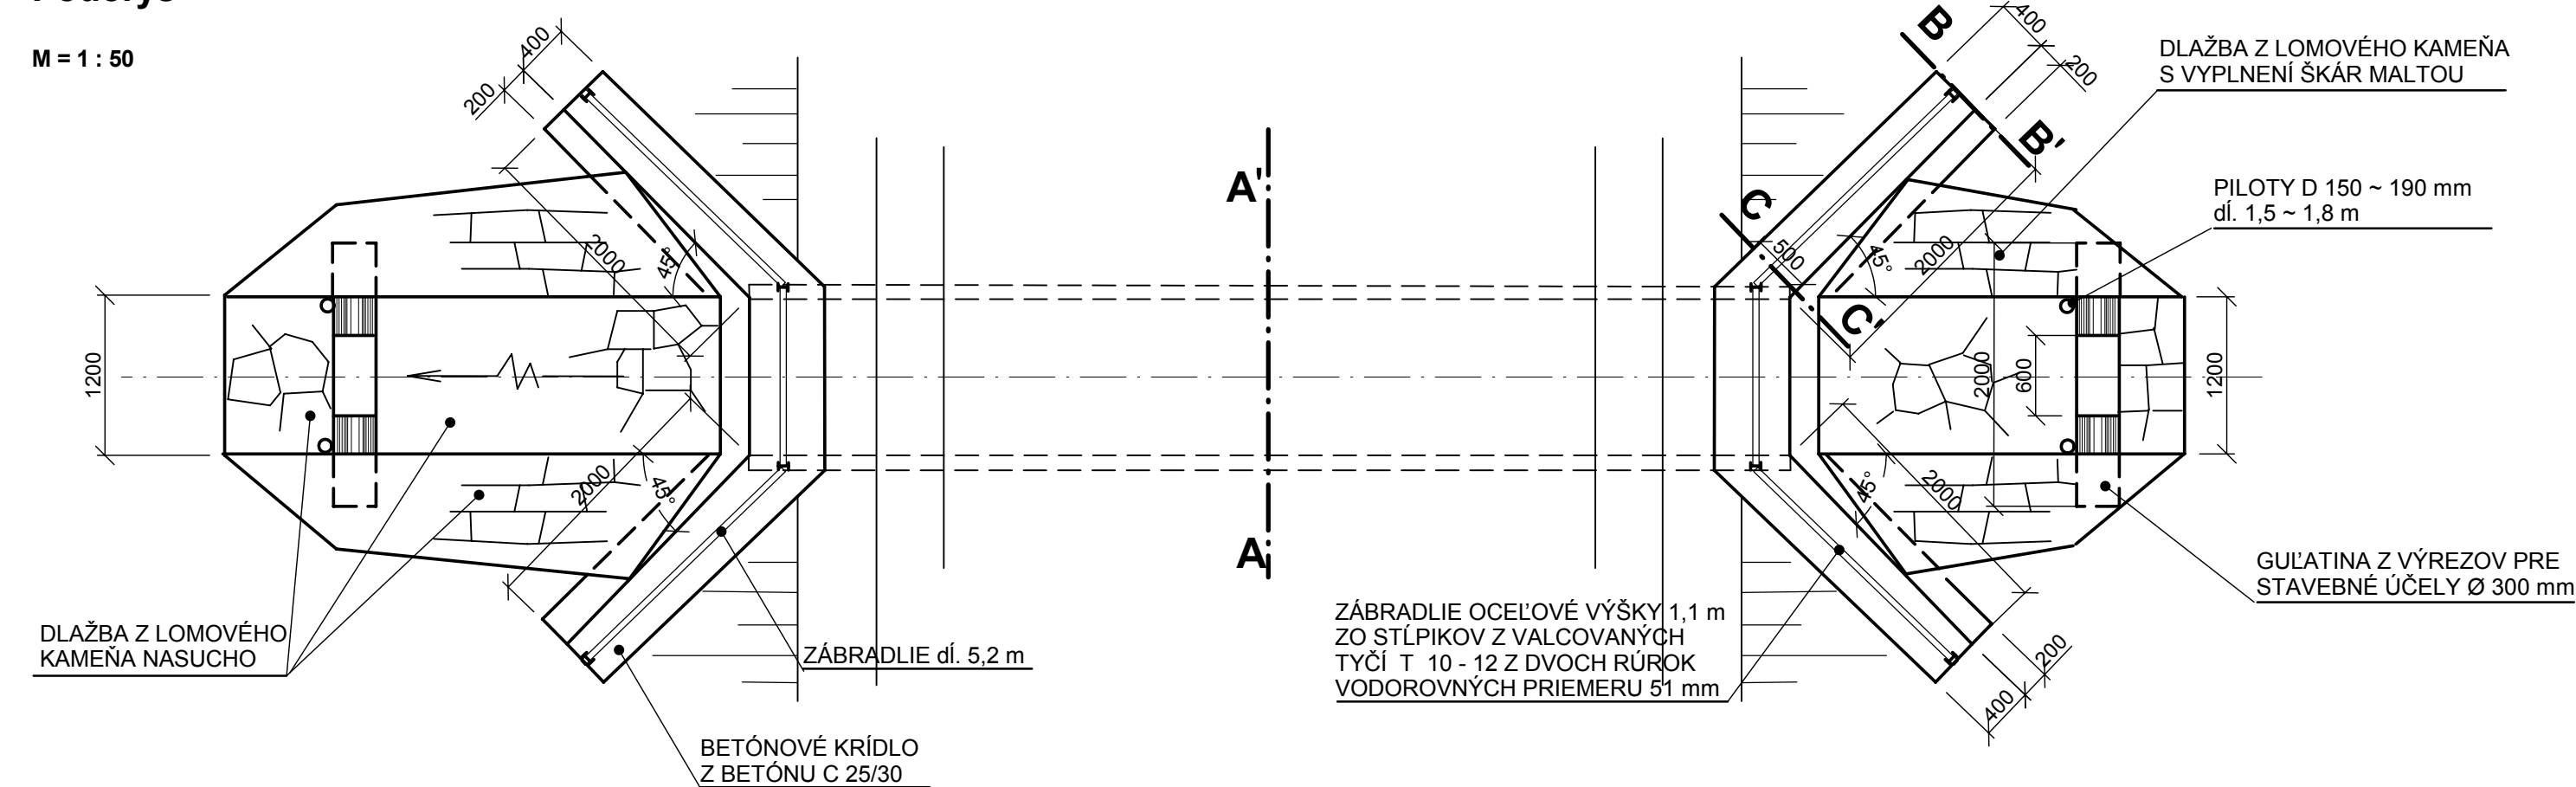 M = 1 : 50
400
200
2000
45°
1200
2000
45°
DLAŽBA Z LOMOVÉHO
KAMEŇA NASUCHO
ZÁBRADLIE dĺ. 5,2 m
BETÓNOVÉ KRÍDLO
Z BETÓNU C 25/30
A'
A
B
B'
C
C'
400
200
500
45°
2000
2000
600
1200
45°
2000
200
400
DLAŽBA Z LOMOVÉHO KAMEŇA
S VYPLNENÍ ŠKÁR MALTOU
PILOTY D 150 ~ 190 mm
dĺ. 1,5 ~ 1,8 m
GUĽATINA Z VÝREZOV PRE
STAVEBNÉ ÚČELY Ø 300 mm
ZÁBRADLIE OCEĽOVÉ VÝŠKY 1,1 m
ZO STĹPIKOV Z VALCOVANÝCH
TYČÍ T 10 - 12 Z DVOCH RÚROK
VODOROVNÝCH PRIEMERU 51 mm